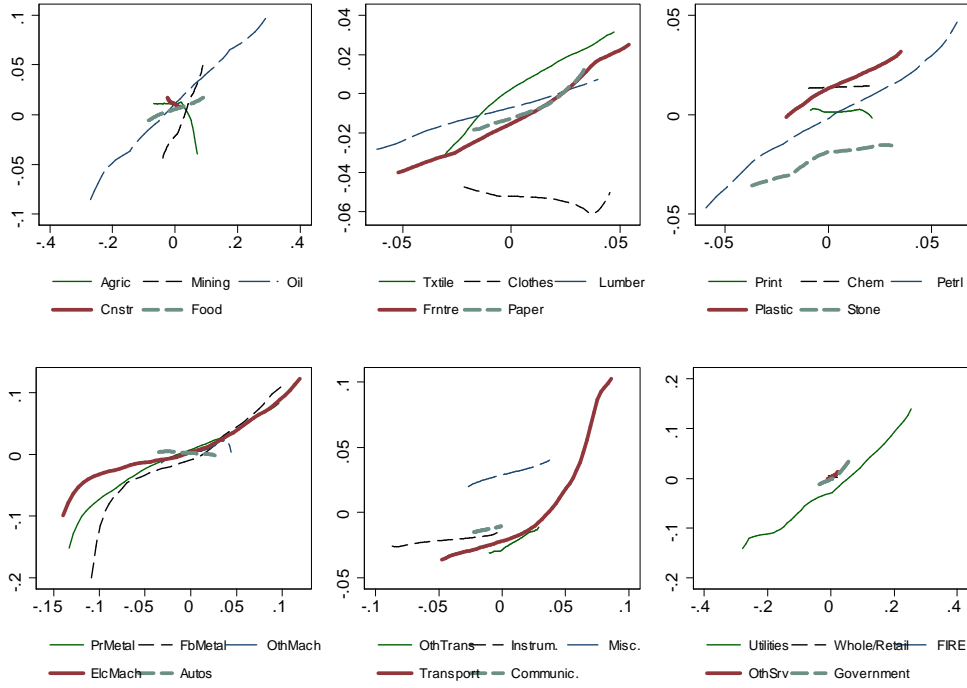 .1
.05
0
-.05
-.1
-.4 -.2 0 .2 .4
Agric Mining Oil
Cnstr Food
.04
.02
0
-.02
-.04
-.06
-.05 0 .05
Txtile Clothes Lumber
Frntre Paper
.05
0
.05
-.05 0 .05
Print Chem Petrl
Plastic Stone
.1
0
-.1
-.2
-.15 -.1 -.05 0 .05 .1
PrMetal FbMetal OthMach
ElcMach Autos
.1
.05
0
-.05
-.1 -.05 0 .05 .1
OthTrans Instrum. Misc.
Transport Communic.
.2
.1
0
-.1
-.2
-.4 -.2 0 .2 .4
Utilities Whole/Retail FIRE
OthSrv Government